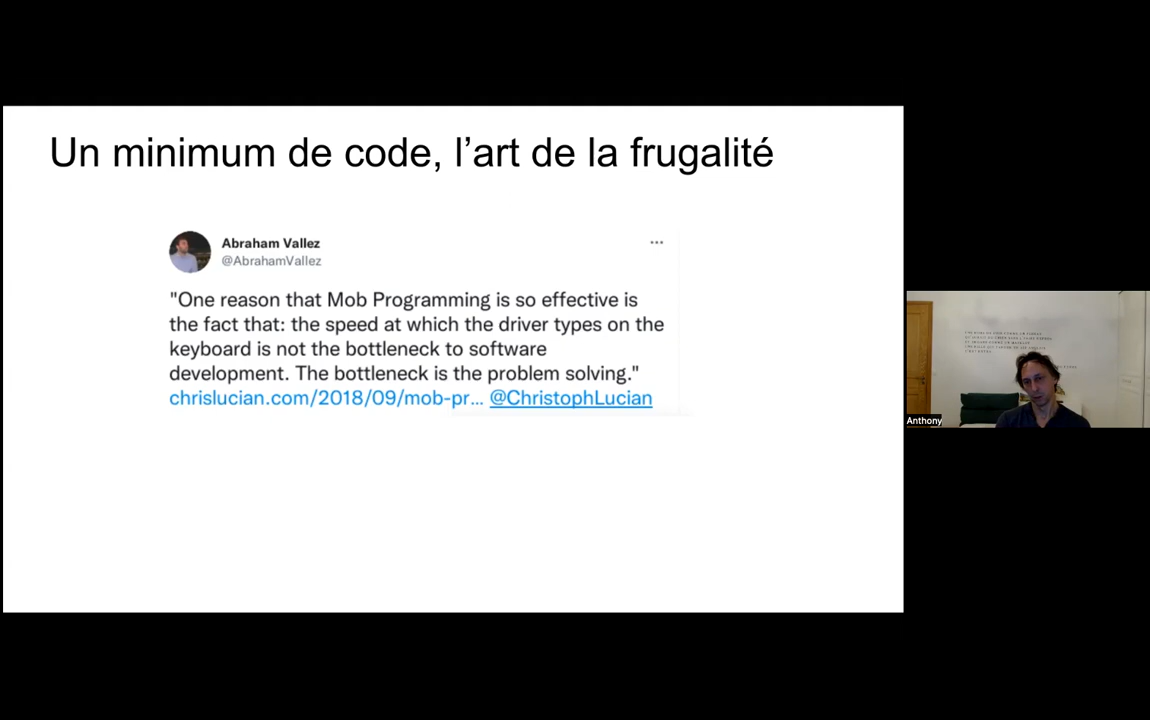 Un minimum de code, l’art de la frugalité
Abraham Vallez
@AbrahamVallez
"One reason that Mob Programming is so effective is
the fact that: the speed at which the driver types on the
keyboard is not the bottleneck to software
development. The bottleneck is the problem solving."
chrislucian.com/2018/09/mob-pr... @ChristophLucian
Anthony